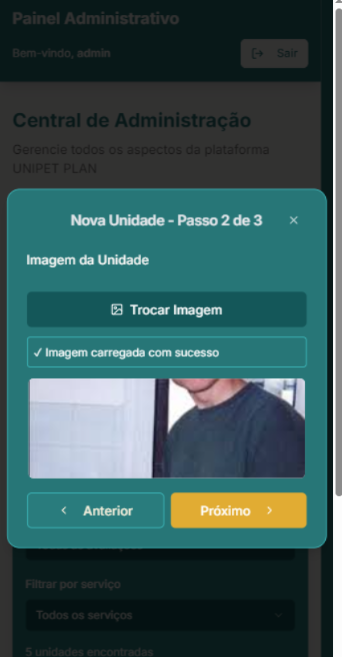 Painel Administrativo
Bem-vindo, admin
Sair
Central de Administração
Gerencie todos os aspectos da plataforma
UNIPET PLAN
Nova Unidade - Passo 2 de 3
Imagem da Unidade
Trocar Imagem
✓ Imagem carregada com sucesso
Anterior
Próximo
Filtrar por serviço
Todos os serviços
5 unidades encontradas